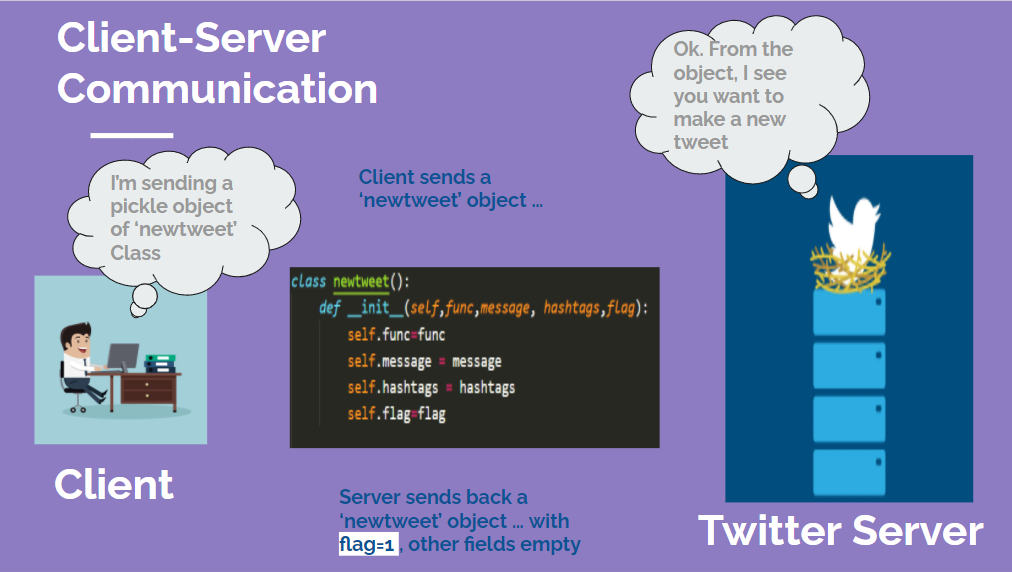 Client-Server
Communication
Ok. From the
object, I see
you want to
make a new
tweet
I'm sending a
pickle object
of ‘newtweet’
Class
Client sends a
‘newtweet’ object ...
class newtweet():
def __init__(self,func,message, hashtags,flag):
self.func=func
self.message = message
self.hashtags = hashtags
self.flag=flag
Client
Server sends back a
‘newtweet’ object ... with
flag=1 , other fields empty
Twitter Server